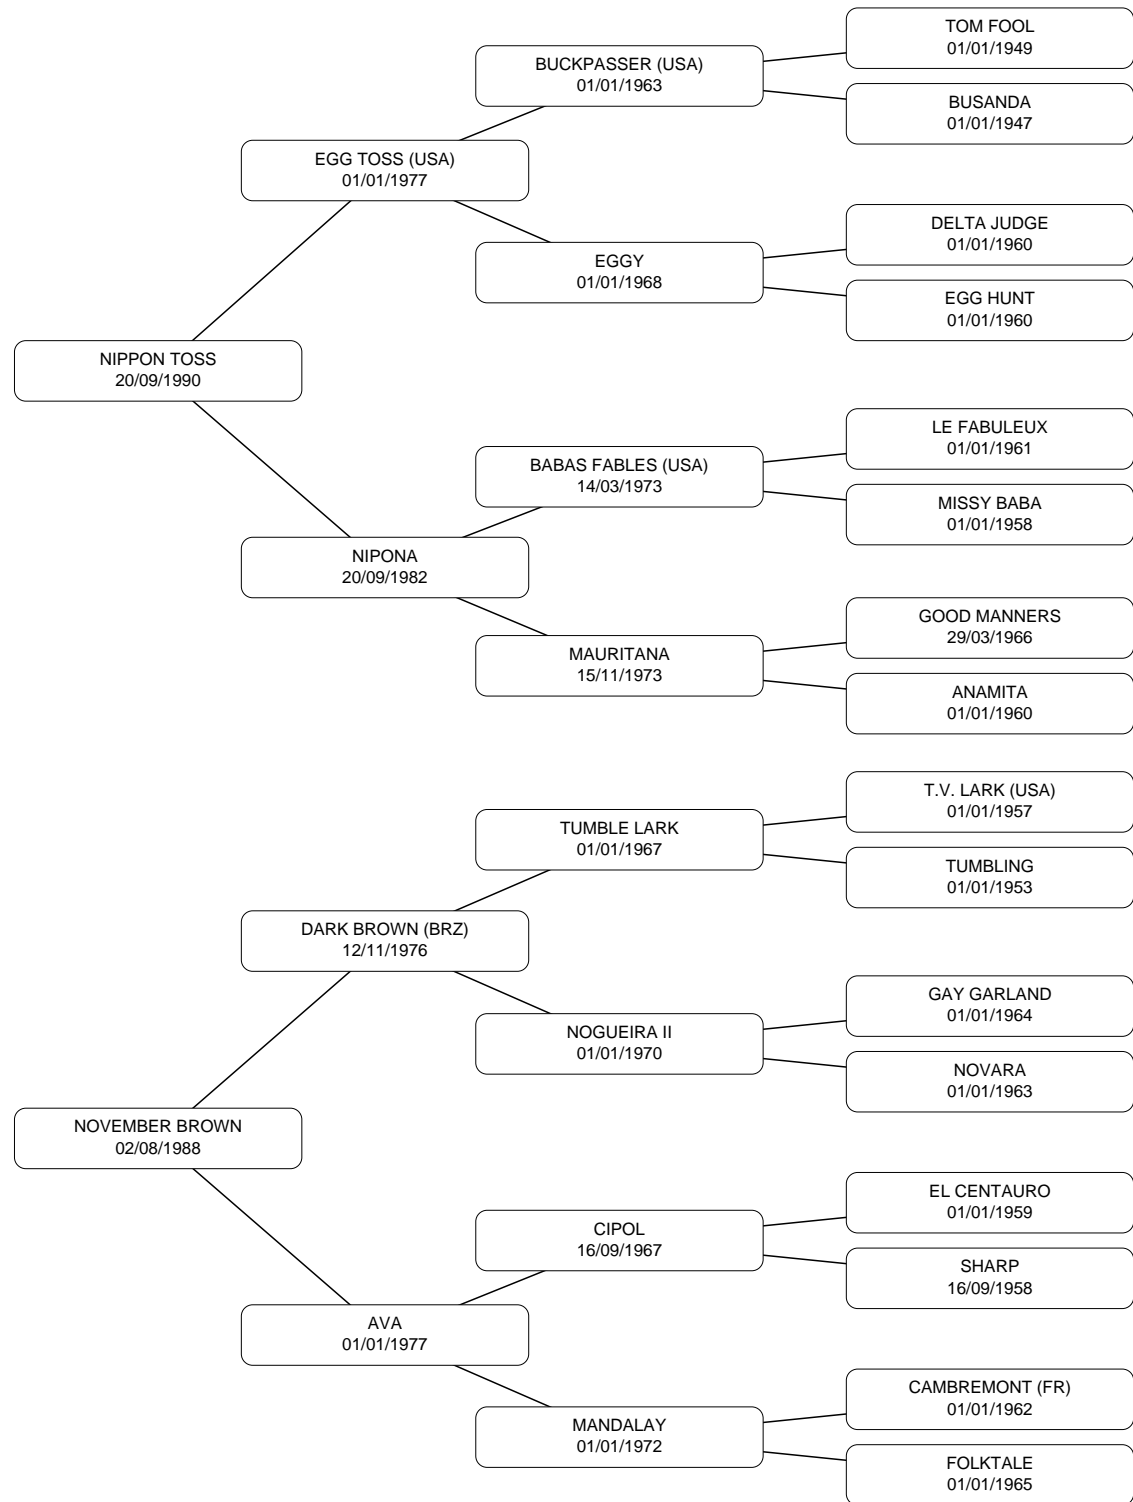 TOM FOOL
01/01/1949
BUCKPASSER (USA)
01/01/1963
BUSANDA
01/01/1947
EGG TOSS (USA)
01/01/1977
DELTA JUDGE
01/01/1960
EGGY
01/01/1968
EGG HUNT
01/01/1960
NIPPON TOSS
20/09/1990
LE FABULEUX
01/01/1961
BABAS FABLES (USA)
14/03/1973
MISSY BABA
01/01/1958
NIPONA
20/09/1982
GOOD MANNERS
29/03/1966
MAURITANA
15/11/1973
ANAMITA
01/01/1960
T.V. LARK (USA)
01/01/1957
TUMBLE LARK
01/01/1967
TUMBLING
01/01/1953
DARK BROWN (BRZ)
12/11/1976
GAY GARLAND
01/01/1964
NOGUEIRA II
01/01/1970
NOVARA
01/01/1963
NOVEMBER BROWN
02/08/1988
EL CENTAURO
01/01/1959
CIPOL
16/09/1967
SHARP
16/09/1958
AVA
01/01/1977
CAMBREMONT (FR)
01/01/1962
MANDALAY
01/01/1972
FOLKTALE
01/01/1965